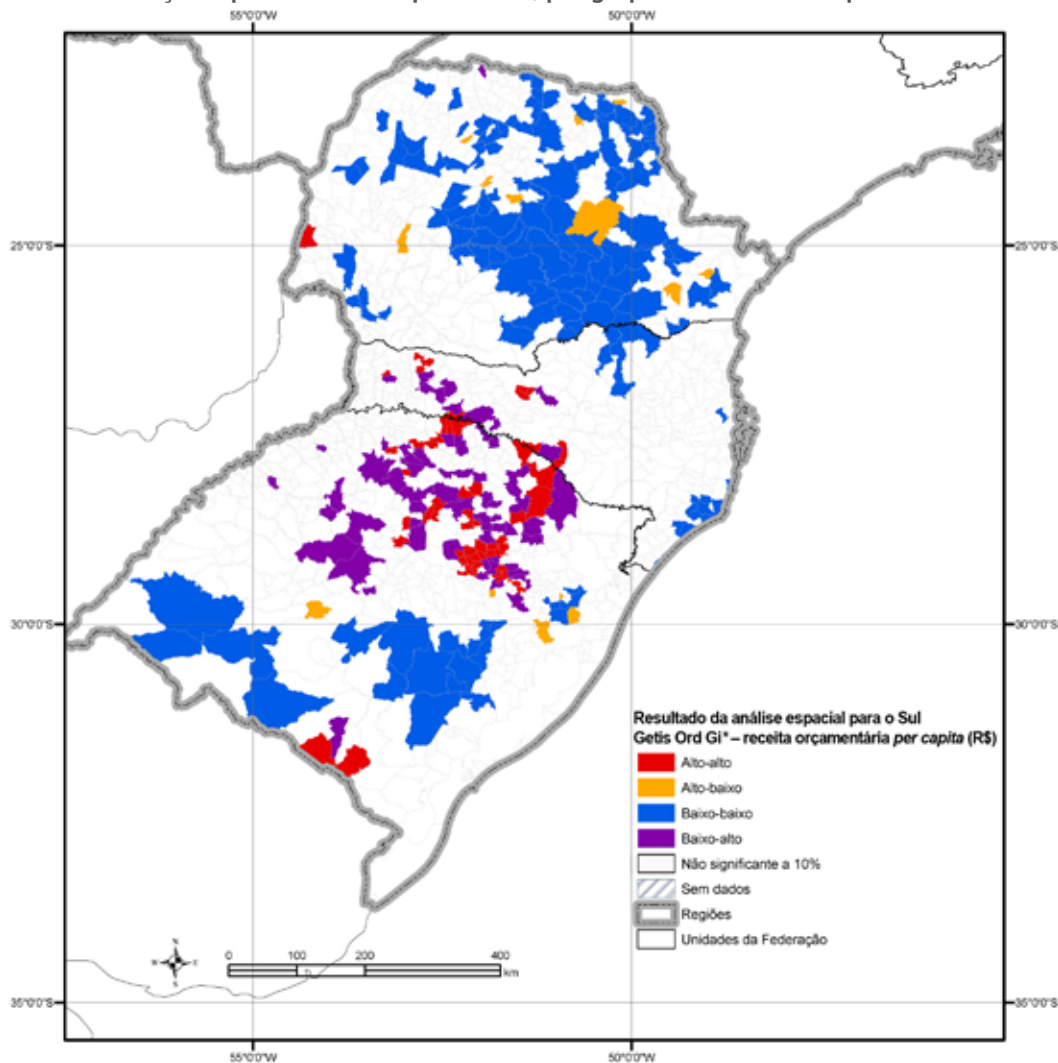 55°0'0"W 50°0'0"W
25°0'0"S 25°0'0"S
30°0'0"S 30°0'0"S
Resultado da análise espacial para o Sul
Getis Ord Gi* – receita orçamentária per capita (R$)
Alto-alto
Alto-baixo
Baixo-baixo
Baixo-alto
Não significante a 10%
Sem dados
Regiões
Unidades da Federação
N
W E
S
0 100 200 400
km
35°0'0"S 35°0'0"S
55°0'0"W 50°0'0"W